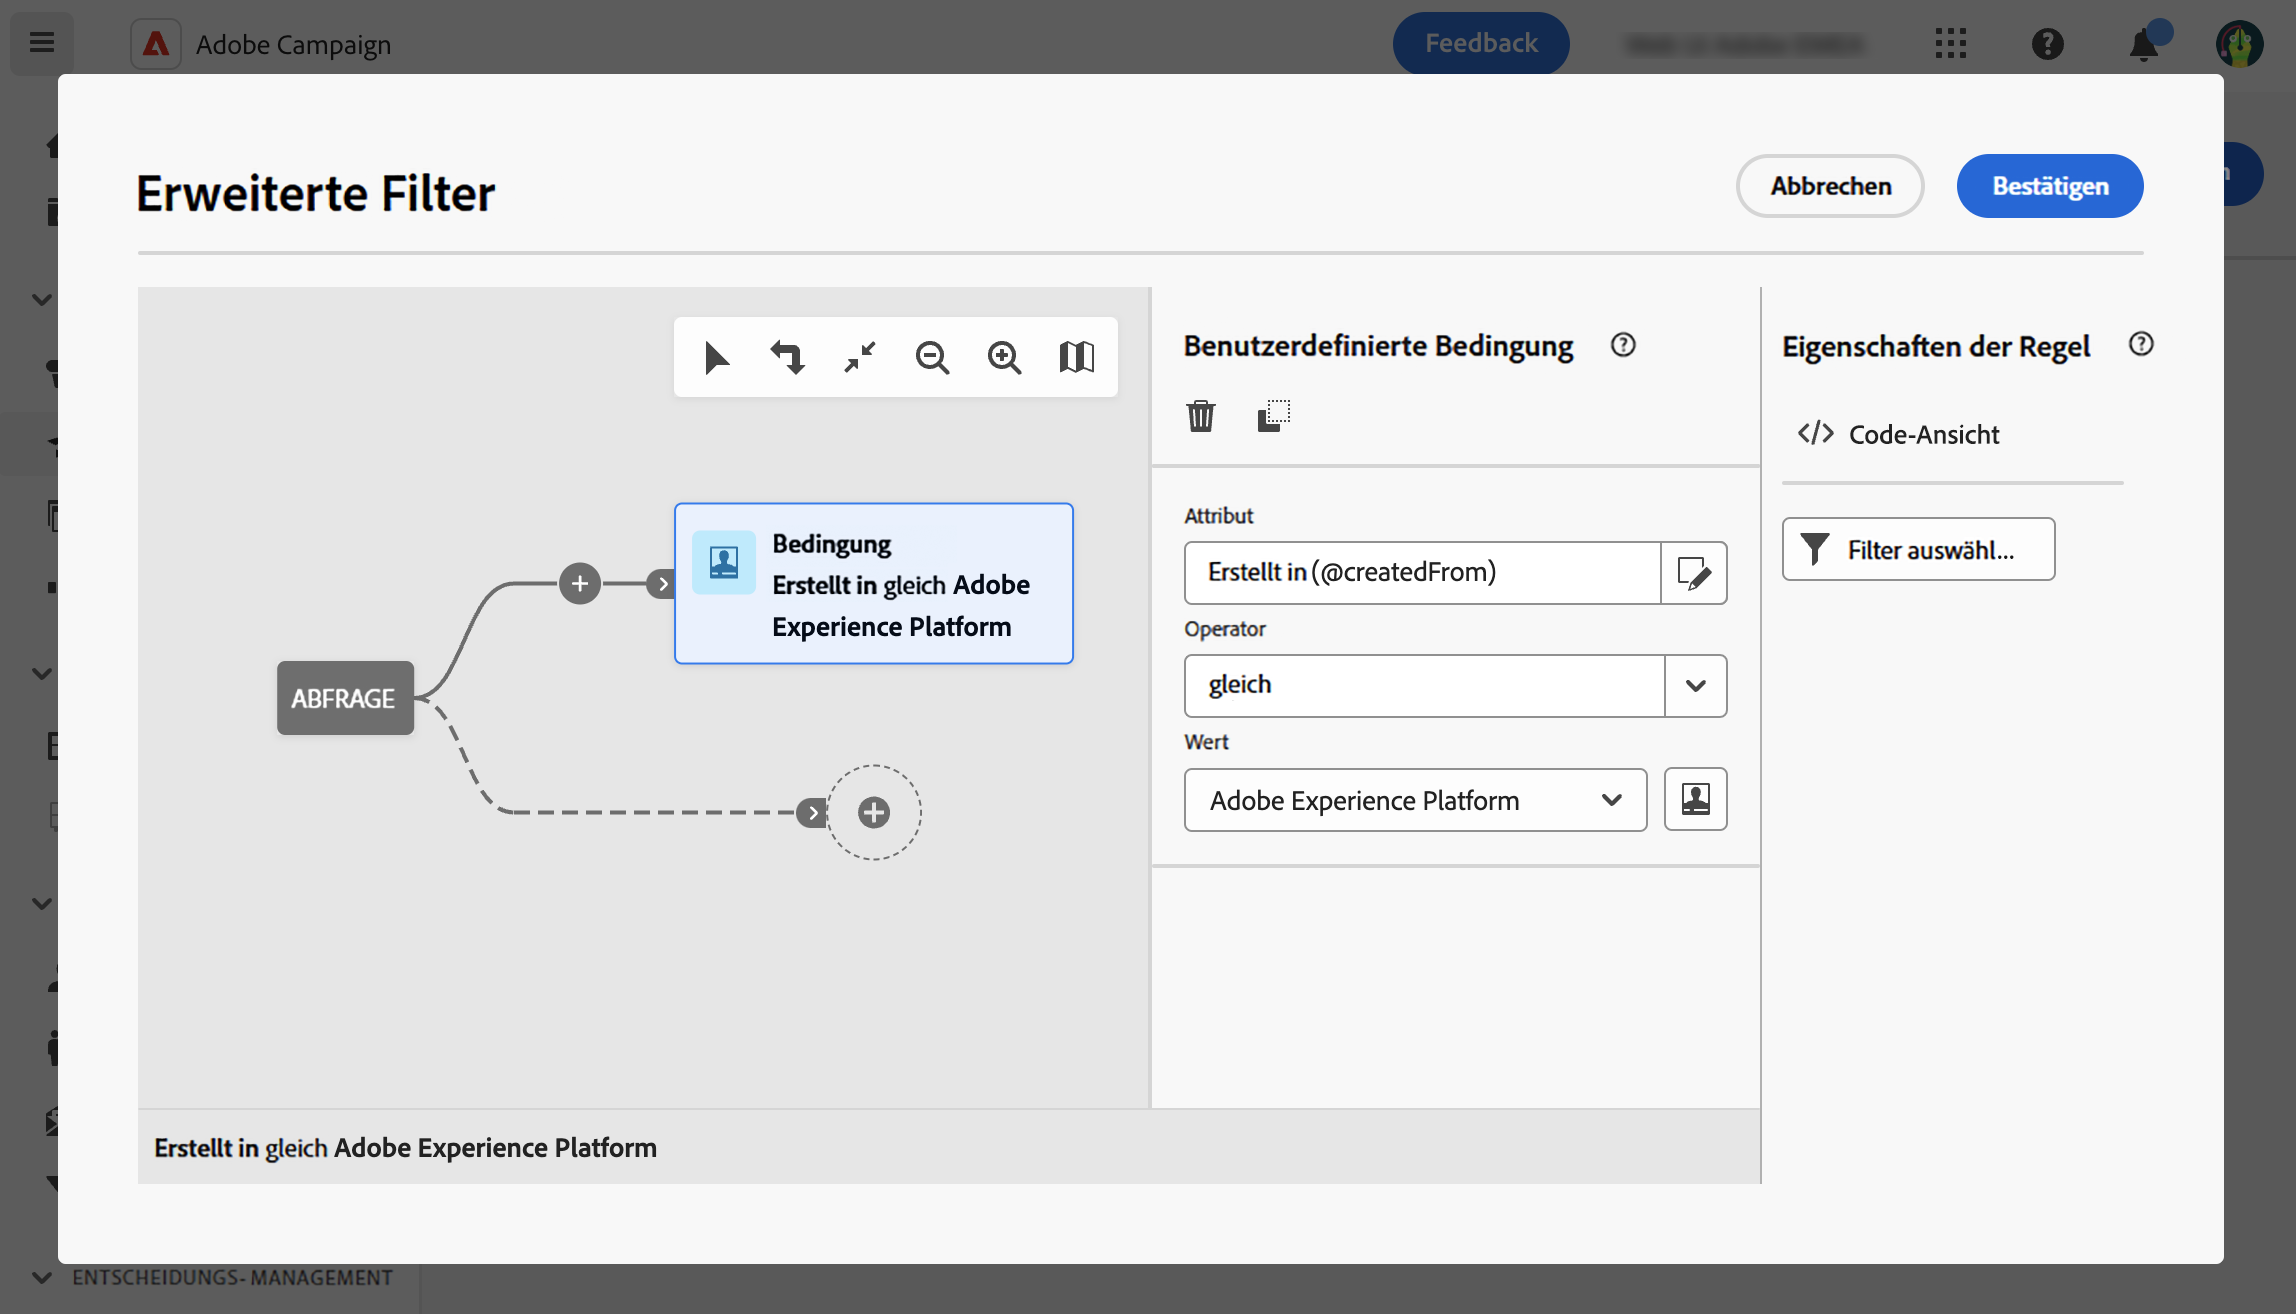 Adobe Campaign
Feedback
Erweiterte Filter
Abbrechen
Bestätigen
Benutzerdefinierte Bedingung
Eigenschaften der Regel
Code-Ansicht
Filter auswähl...
Bedingung
Erstellt in gleich Adobe
Experience Platform
ABFRAGE
Attribut
Erstellt in (@createdFrom)
Operator
gleich
Wert
Adobe Experience Platform
Erstellt in gleich Adobe Experience Platform
ENTSCHEIDUNGS- MANAGEMENT